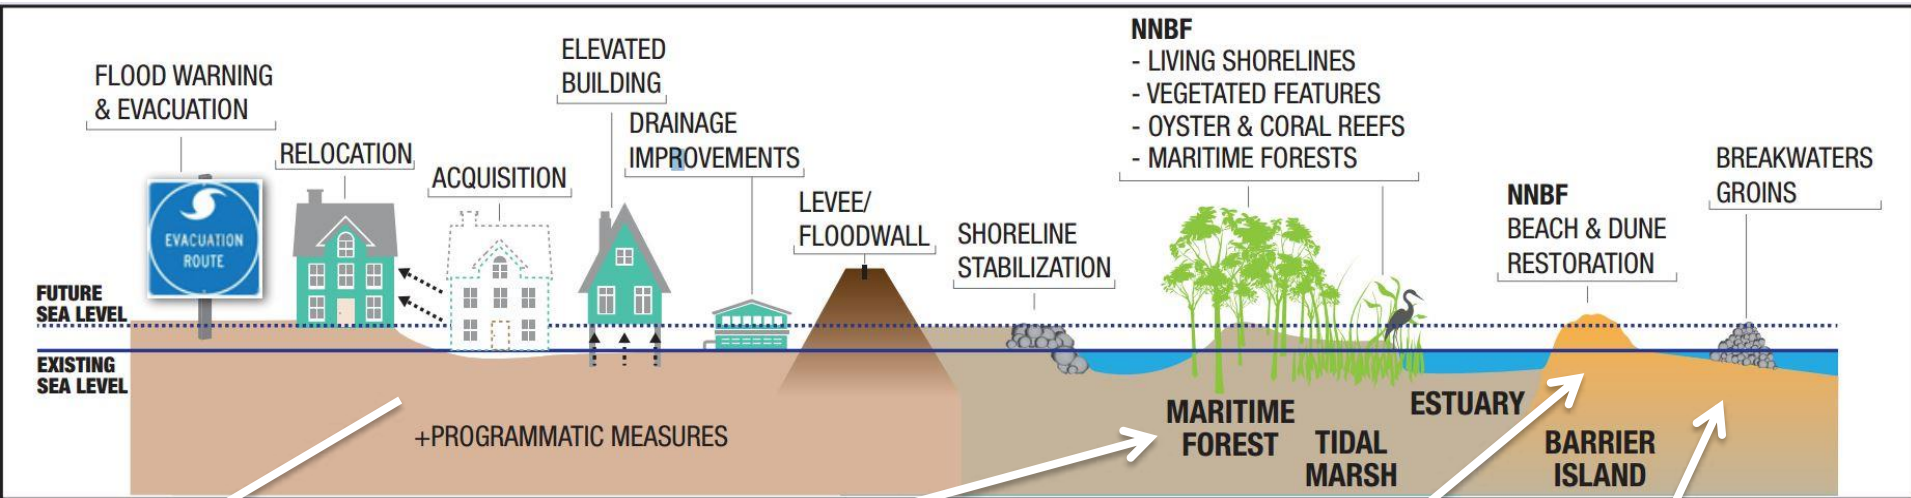 FLOOD WARNING
& EVACUATION
EVACUATION
ROUTE
RELOCATION
ACQUISITION
ELEVATED
BUILDING
DRAINAGE
IMPROVEMENTS
LEVEE/
FLOODWALL
SHORELINE
STABILIZATION
NNBF
- LIVING SHORELINES
- VEGETATED FEATURES
- OYSTER & CORAL REEFS
- MARITIME FORESTS
NNBF
BEACH & DUNE
RESTORATION
BREAKWATERS
GROINS
FUTURE
SEA LEVEL
EXISTING
SEA LEVEL
+PROGRAMMATIC MEASURES
MARITIME
FOREST
TIDAL
MARSH
ESTUARY
BARRIER
ISLAND